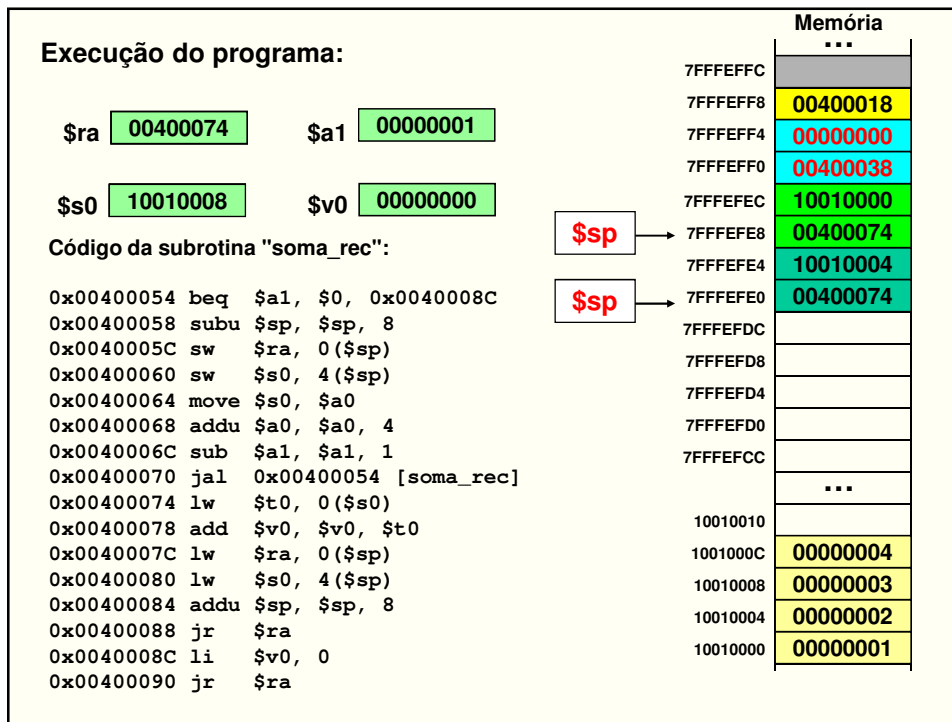 Memória
...
Execução do programa:
7FFFEFFC
$ra 00400074 $a1 00000001
7FFFEFF8 00400018
7FFFEFF4 00000000
7FFFEFF0 00400038
$s0 10010008 $v0 00000000
7FFFEFEC 10010000
$sp 7FFFEFE8 00400074
7FFFEFE4 10010004
$sp 7FFFEFE0 00400074
7FFFEFDC
7FFFEFD8
7FFFEFD4
7FFFEFD0
7FFFEFCC
...
10010010
1001000C 00000004
10010008 00000003
10010004 00000002
10010000 00000001
Código da subrotina "soma_rec":
0x00400054 beq $a1, $0, 0x0040008C
0x00400058 subu $sp, $sp, 8
0x0040005C sw $ra, 0($sp)
0x00400060 sw $s0, 4($sp)
0x00400064 move $s0, $a0
0x00400068 addu $a0, $a0, 4
0x0040006C sub $a1, $a1, 1
0x00400070 jal 0x00400054 [soma_rec]
0x00400074 lw $t0, 0($s0)
0x00400078 add $v0, $v0, $t0
0x0040007C lw $ra, 0($sp)
0x00400080 lw $s0, 4($sp)
0x00400084 addu $sp, $sp, 8
0x00400088 jr $ra
0x0040008C li $v0, 0
0x00400090 jr $ra